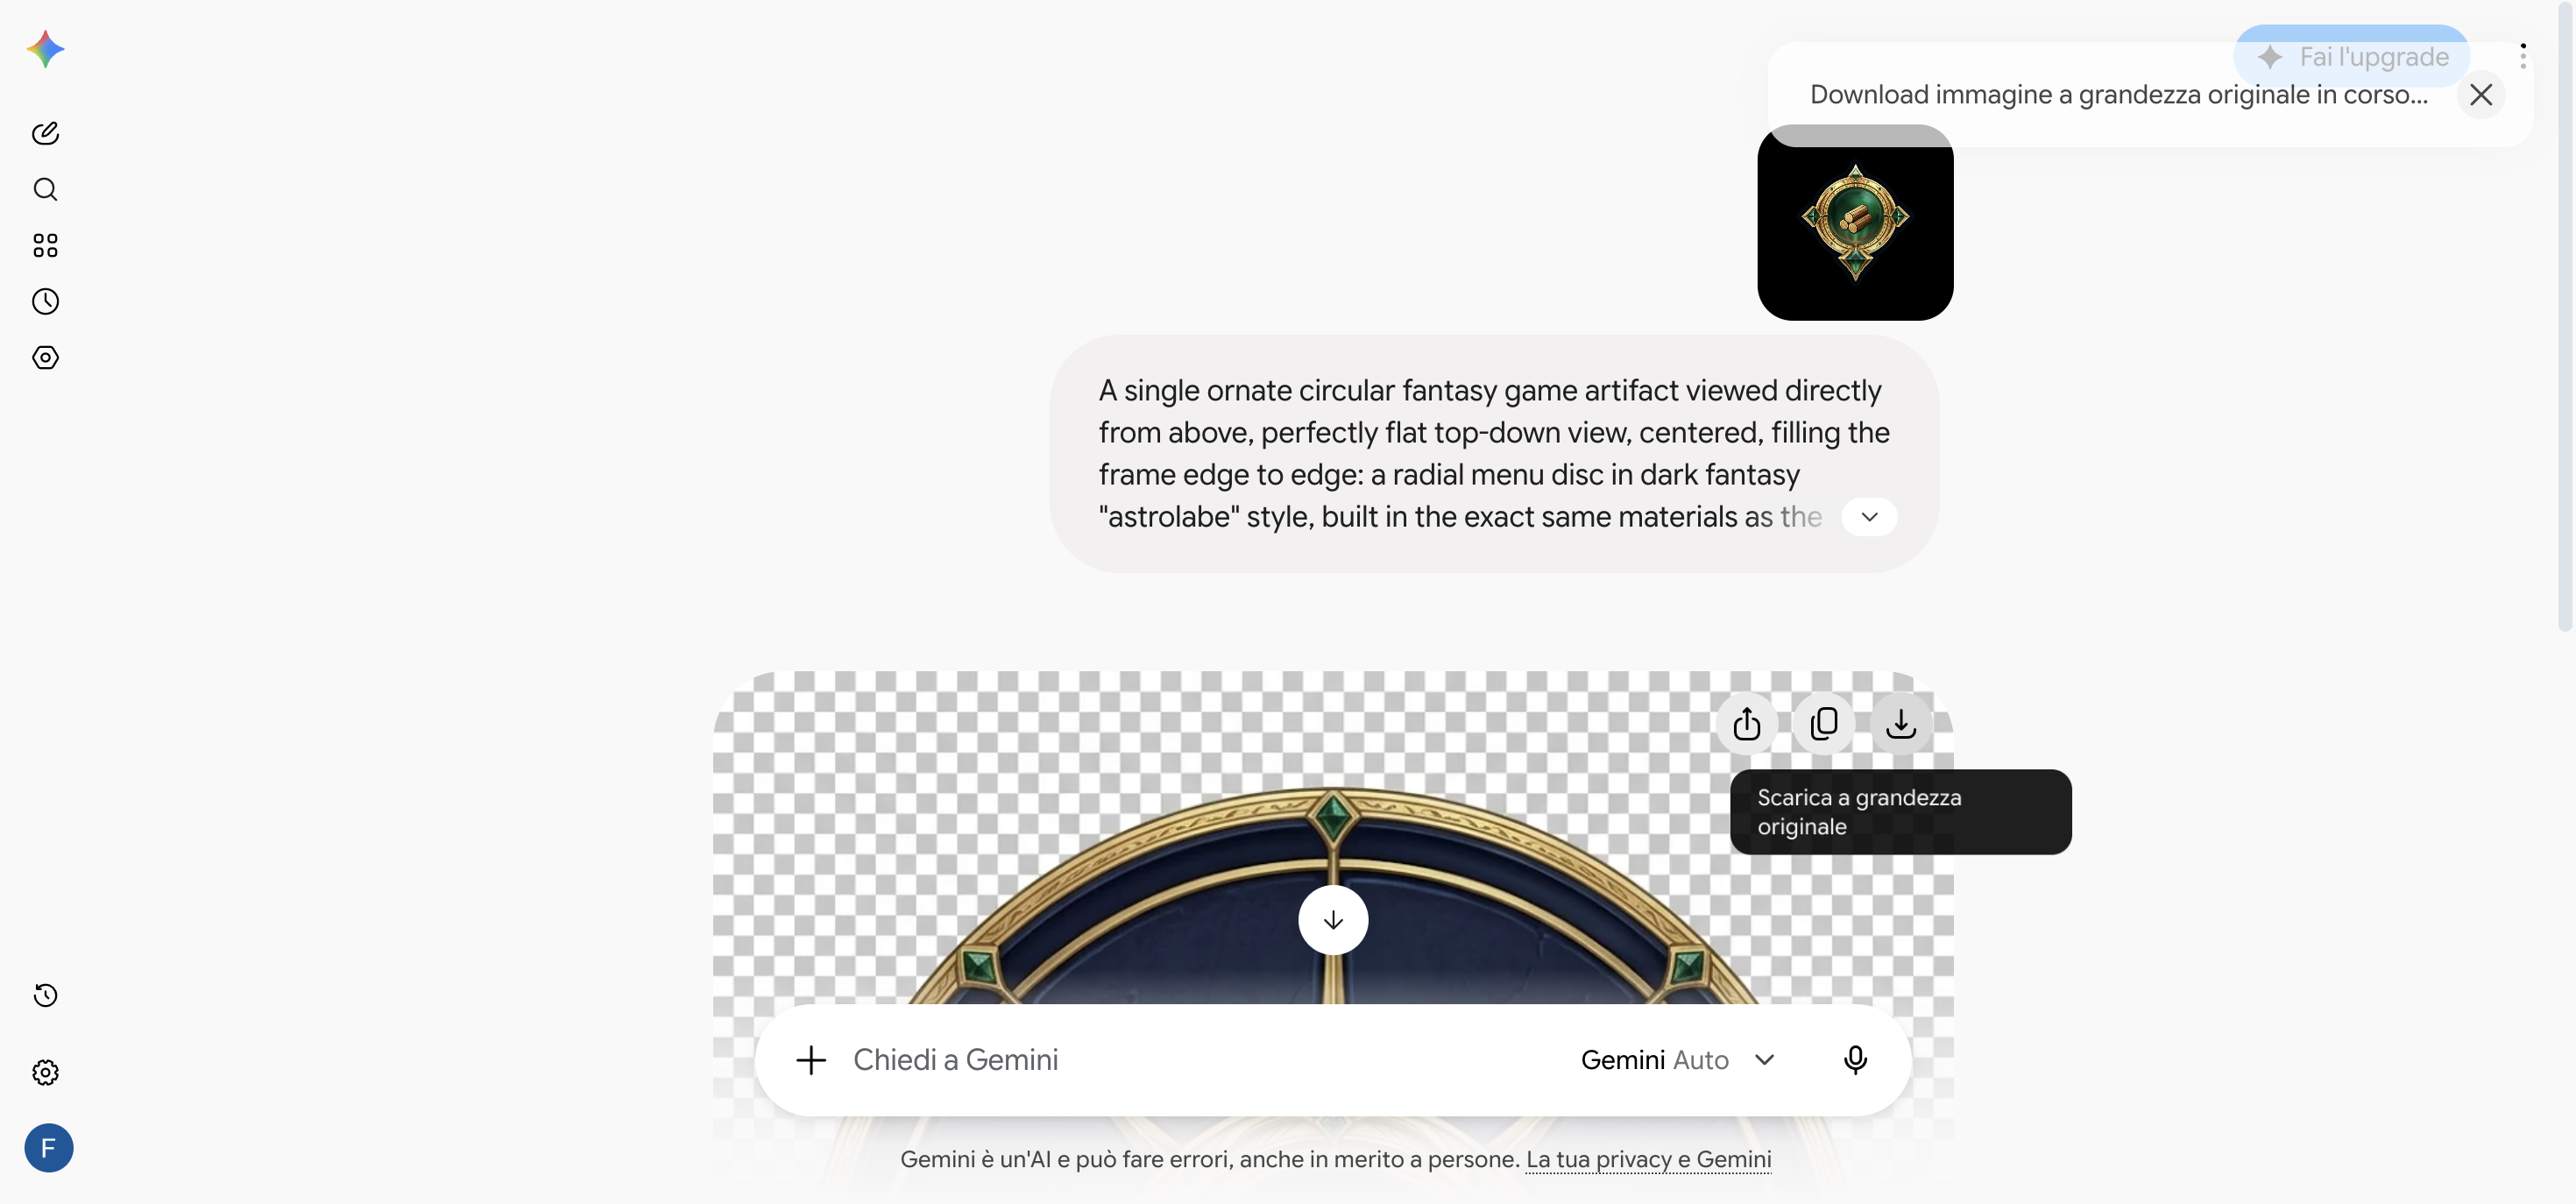 Fai l'upgrade
Download immagine a grandezza originale in corso...
A single ornate circular fantasy game artifact viewed directly
from above, perfectly flat top-down view, centered, filling the
frame edge to edge: a radial menu disc in dark fantasy
"astrolabe" style, built in the exact same materials as the
Scarica a grandezza
originale
Chiedi a Gemini
Gemini Auto
F
Gemini è un'AI e può fare errori, anche in merito a persone. La tua privacy e Gemini